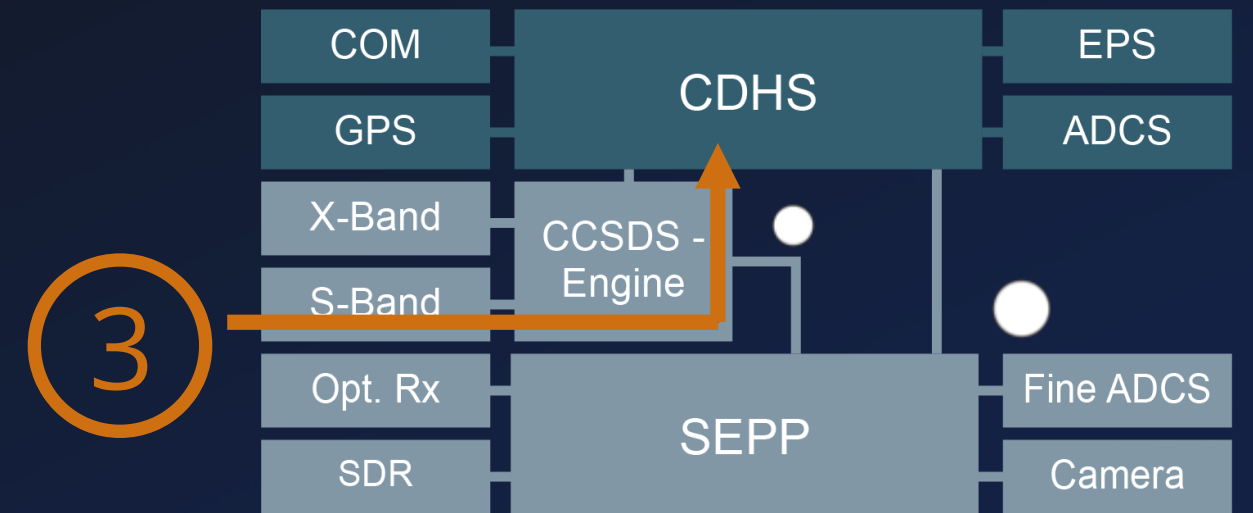 COM
CDHS
EPS
GPS
ADCS
X-Band
CCSDS -
Engine
S-Band
3
Opt. Rx
SEPP
Fine ADCS
SDR
Camera